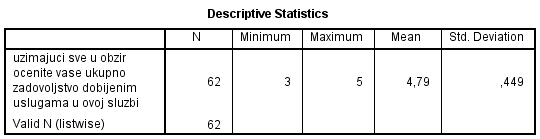 Descriptive Statistics
N Minimum Maximum Mean Std. Deviation
uzimajuci sve u obzir
ocenite vase ukupno
zadovoljstvo dobijenim
uslugama u ovoj sluzbi 62 3 5 4,79 ,449
Valid N (listwise) 62